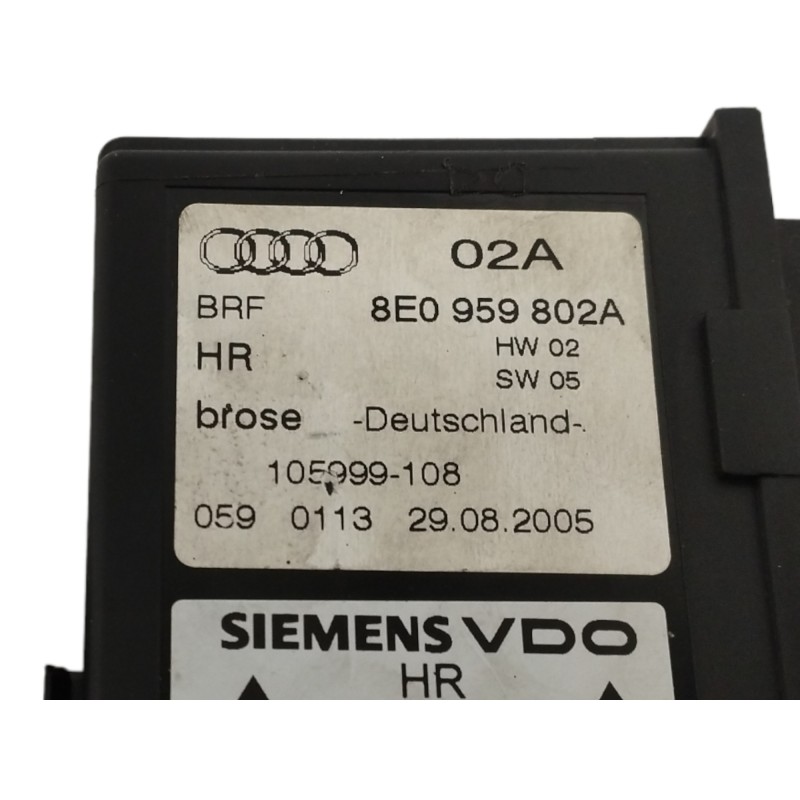 02A
BRF 8E0 959 802A
HR HW 02
SW 05
brose -Deutschland-
105999-108
059 0113 29.08.2005
SIEMENS VDO
HR